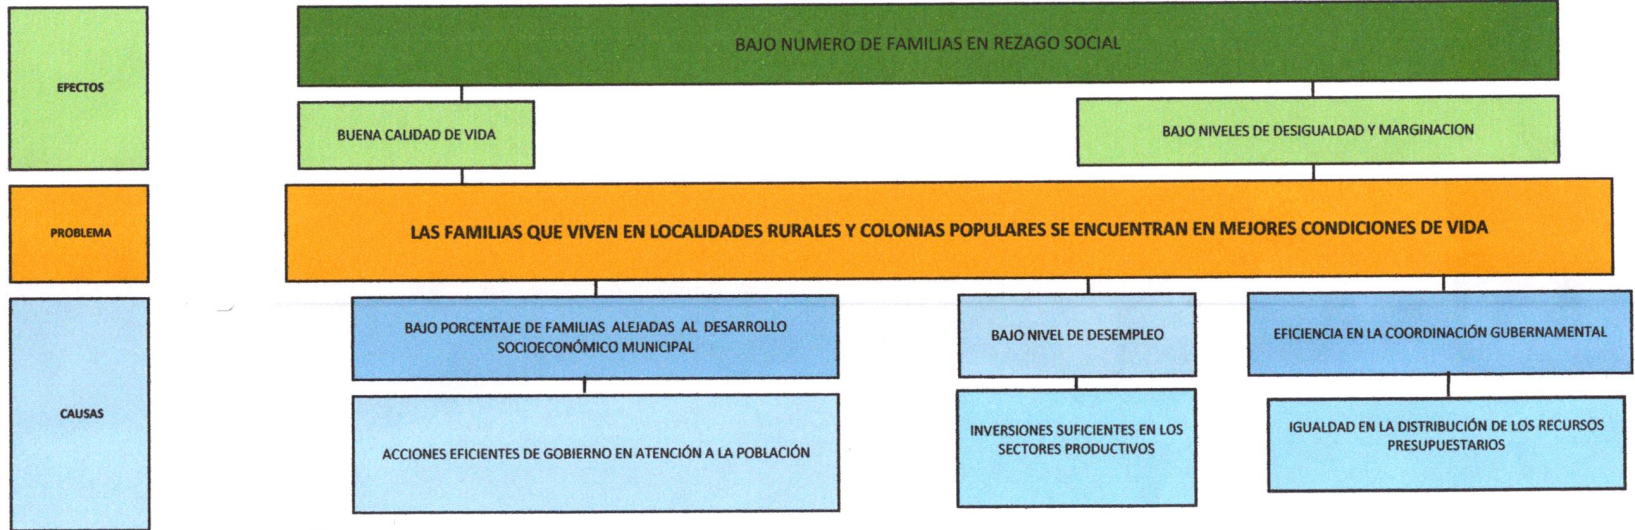 EFECTOS
BAJO NUMERO DE FAMILIAS EN REZAGO SOCIAL
BUENA CALIDAD DE VIDA
BAJO NIVELES DE DESIGUALDAD Y MARGINACION
PROBLEMA
LAS FAMILIAS QUE VIVEN EN LOCALIDADES RURALES Y COLONIAS POPULARES SE ENCUENTRAN EN MEJORES CONDICIONES DE VIDA
CAUSAS
BAJO PORCENTAJE DE FAMILIAS ALEJADAS AL DESARROLLO
SOCIOECONÓMICO MUNICIPAL
BAJO NIVEL DE DESEMPLEO
EFICIENCIA EN LA COORDINACIÓN GUBERNAMENTAL
ACCIONES EFICIENTES DE GOBIERNO EN ATENCIÓN A LA POBLACIÓN
INVERSIONES SUFICIENTES EN LOS
SECTORES PRODUCTIVOS
IGUALDAD EN LA DISTRIBUCIÓN DE LOS RECURSOS
PRESUPUESTARIOS